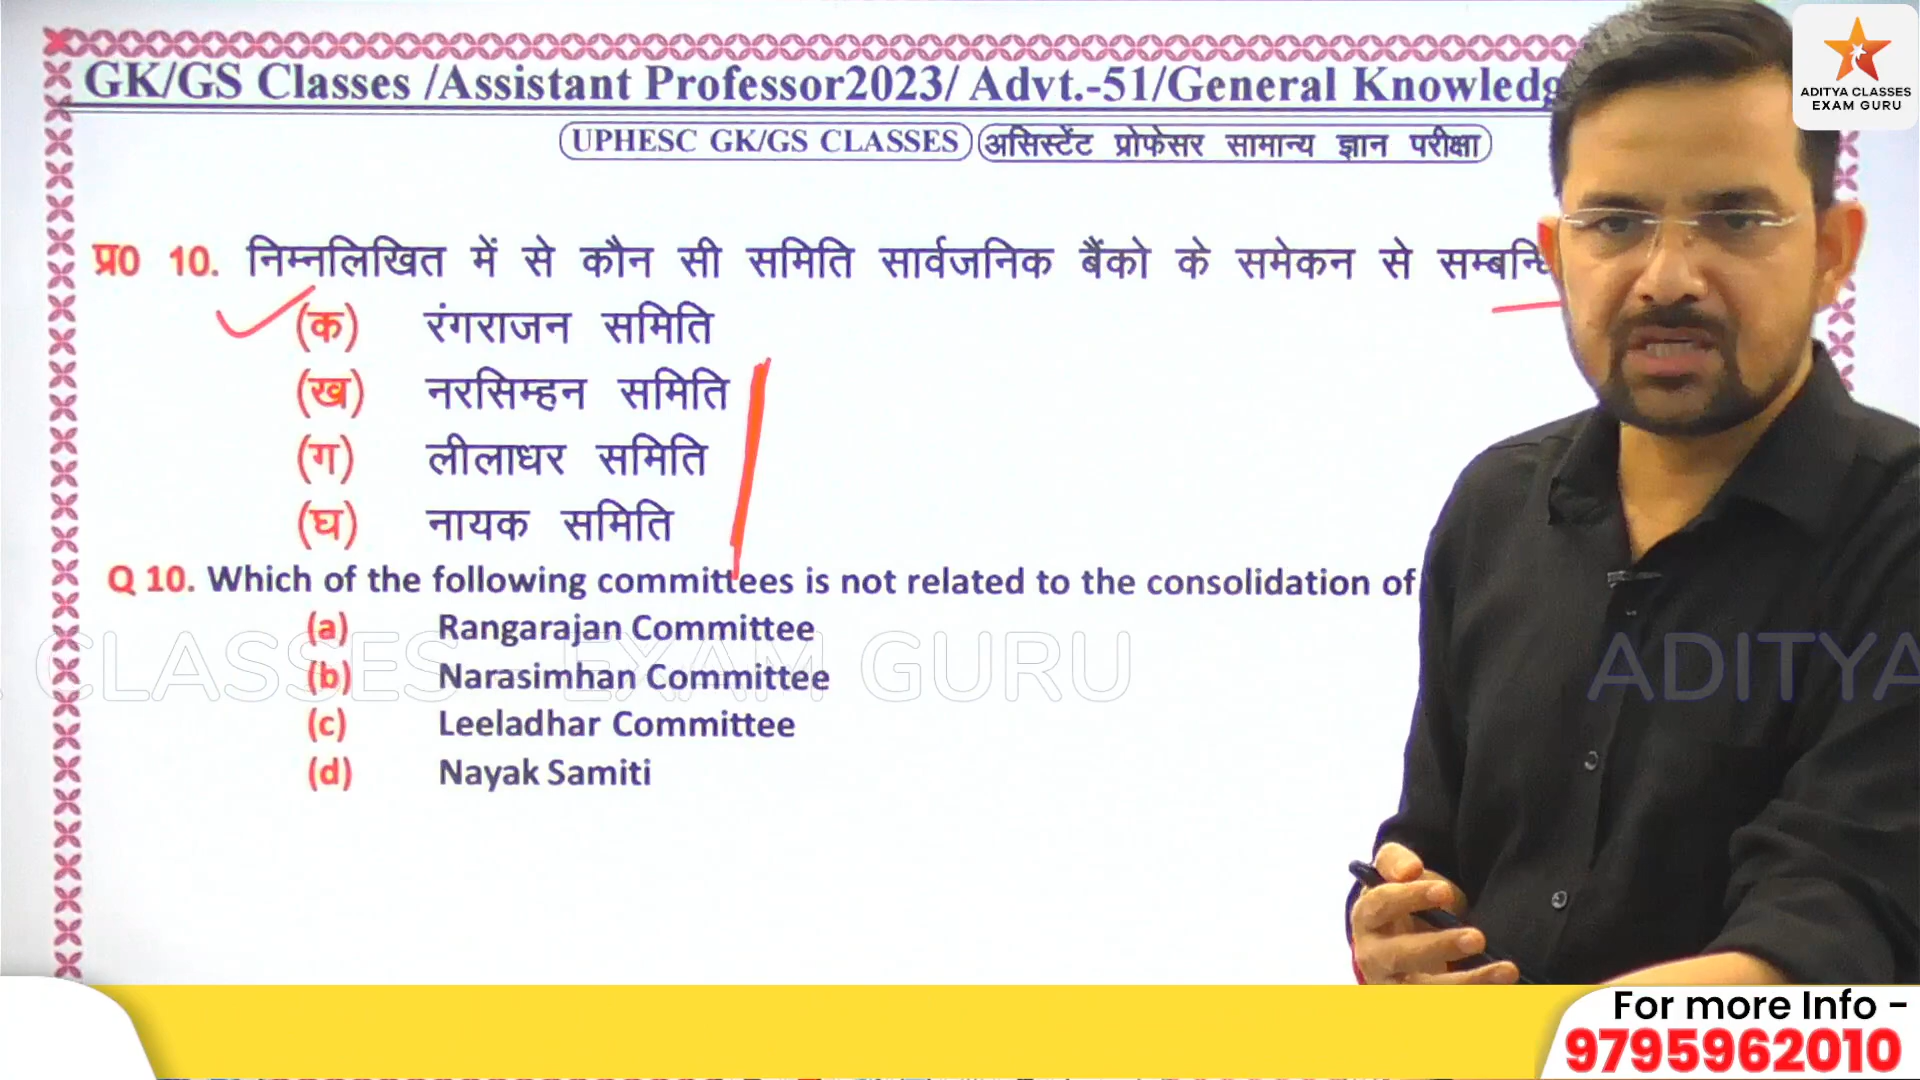 GK/GS Classes /Assistant Professor2023/ Advt.-51/General Knowledg
ADITYA CLASSES
EXAM GURU
UPHESC GK/GS CLASSES असिस्टेंट प्रोफेसर सामान्य ज्ञान परीक्षा
प्र0 10. निम्नलिखित में से कौन सी समिति सार्वजनिक बैंको के समेकन से
(क) रंगराजन समिति
(ख) नरसिम्हन समिति
(ग) लीलाधर समिति
(घ) नायक समिति
Q 10. Which of the following committees is not related to the consolidation of
(a) Rangarajan Committee
CLASSES - EXAM GURU ADITYA
(b) Narasimhan Committee
(c) Leeladhar Committee
(d) Nayak Samiti
For more Info -
9795962010